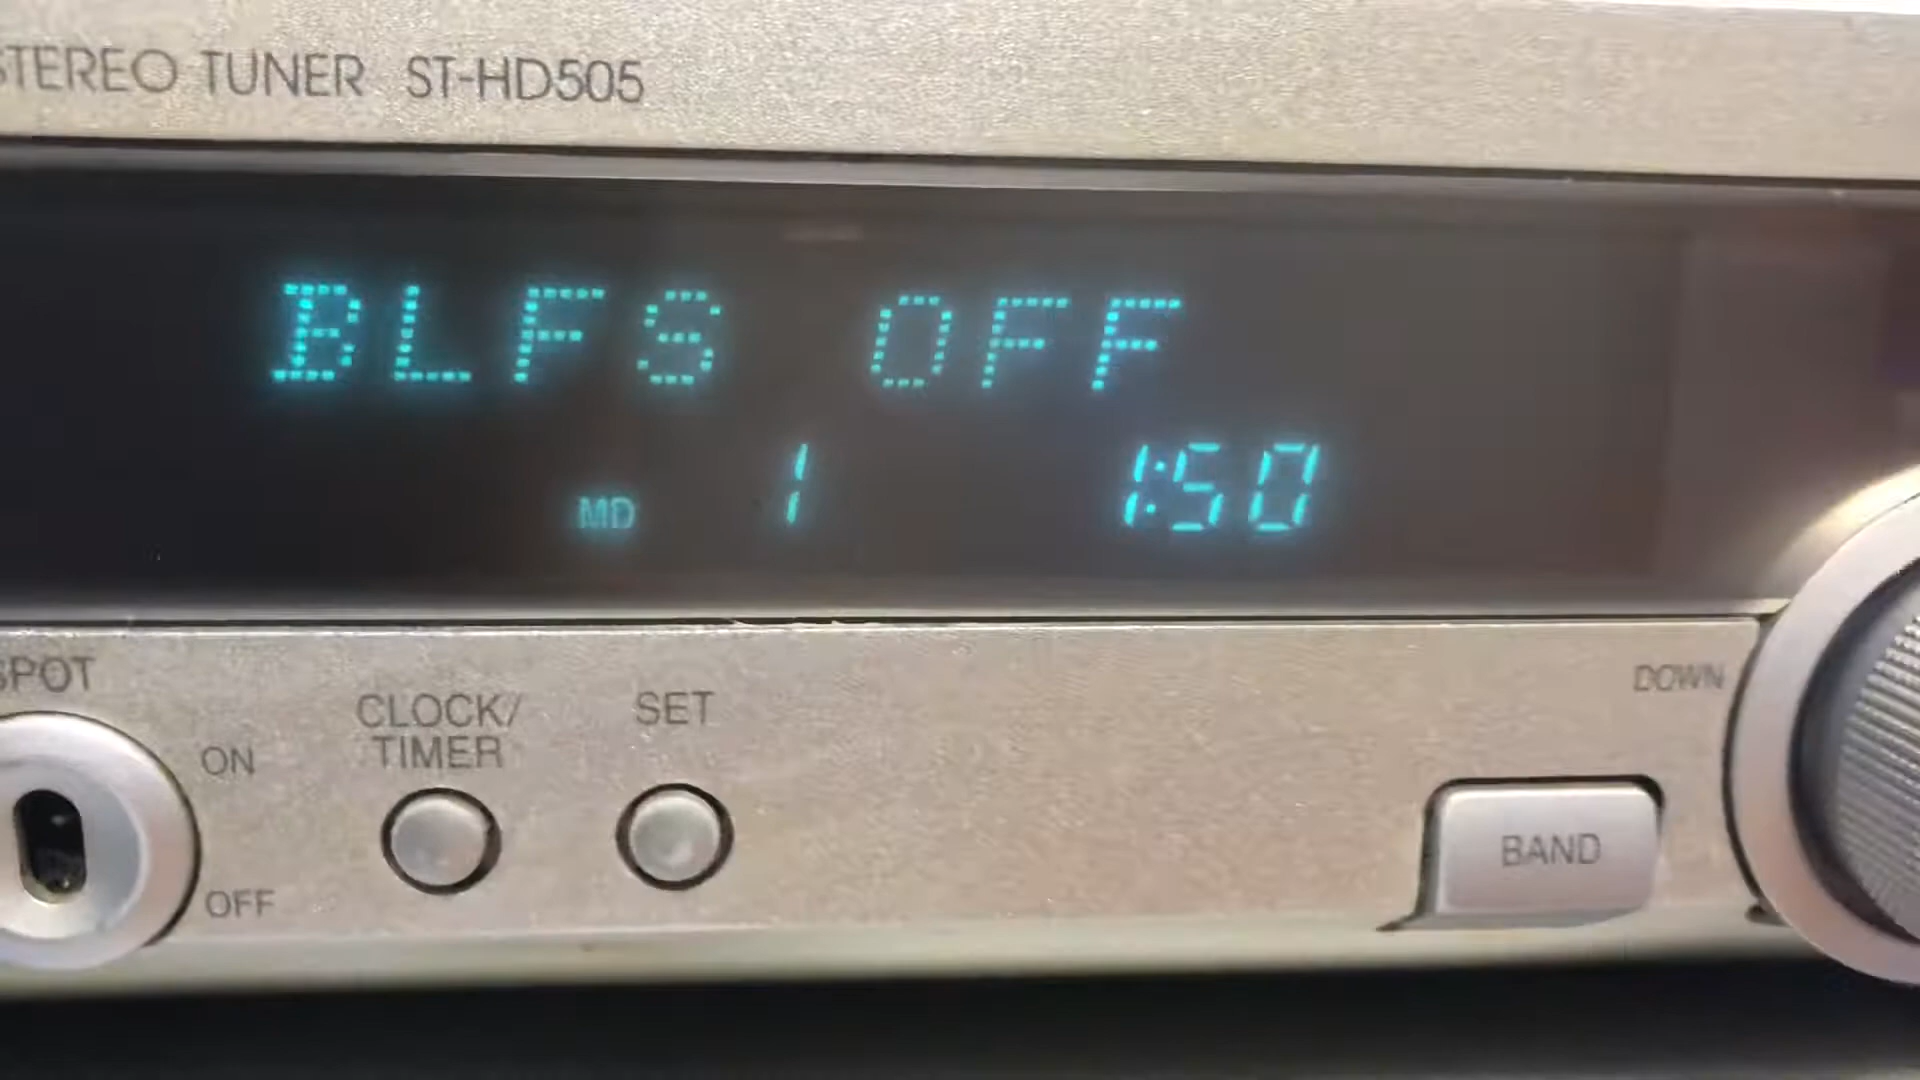 STEREO TUNER ST-HD505
BLFS OFF
MD 1 1:50
SPOT
ON
OFF
CLOCK/
TIMER
SET
BAND
DOWN